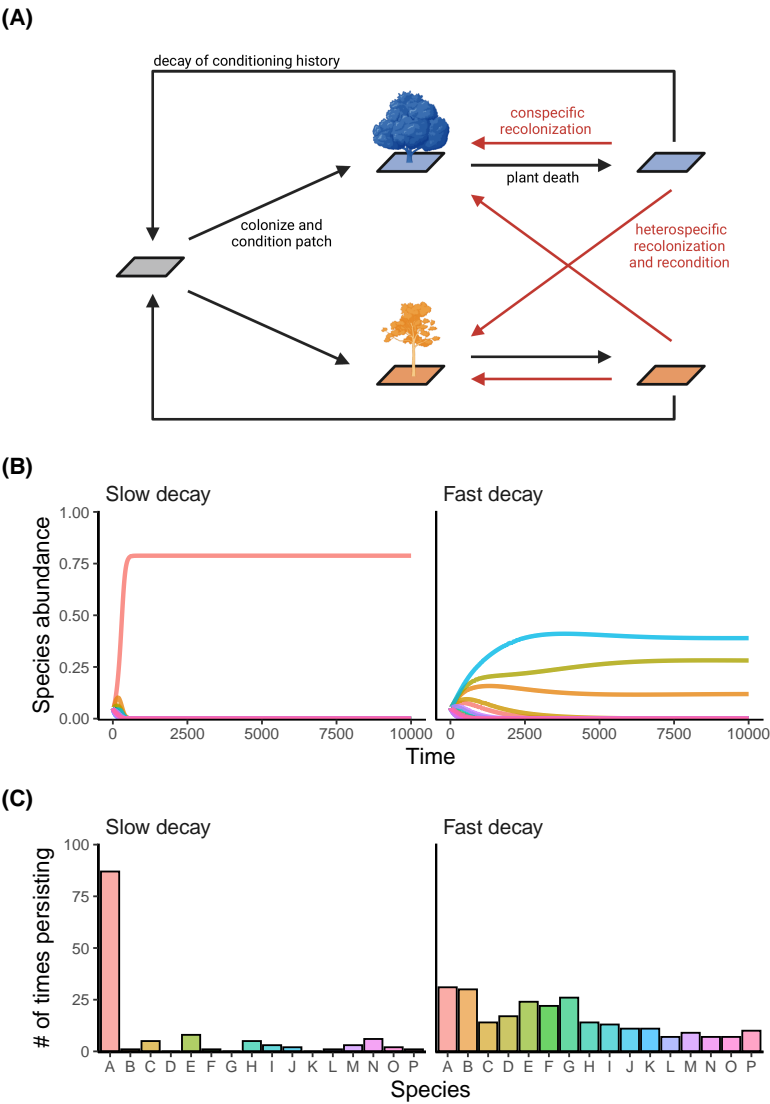 (A)
decay of conditioning history
conspecific
recolonization
plant death
colonize and
condition patch
heterospecific
recolonization
and recondition
(B)
Slow decay
Fast decay
Species abundance
1.00
0.75
0.50
0.25
0.00
0 2500 5000 7500 10000
0 2500 5000 7500 10000
Time
(C)
Slow decay
Fast decay
# of times persisting
100
75
50
25
0
A B C D E F G H I J K L M N O P
A B C D E F G H I J K L M N O P
Species